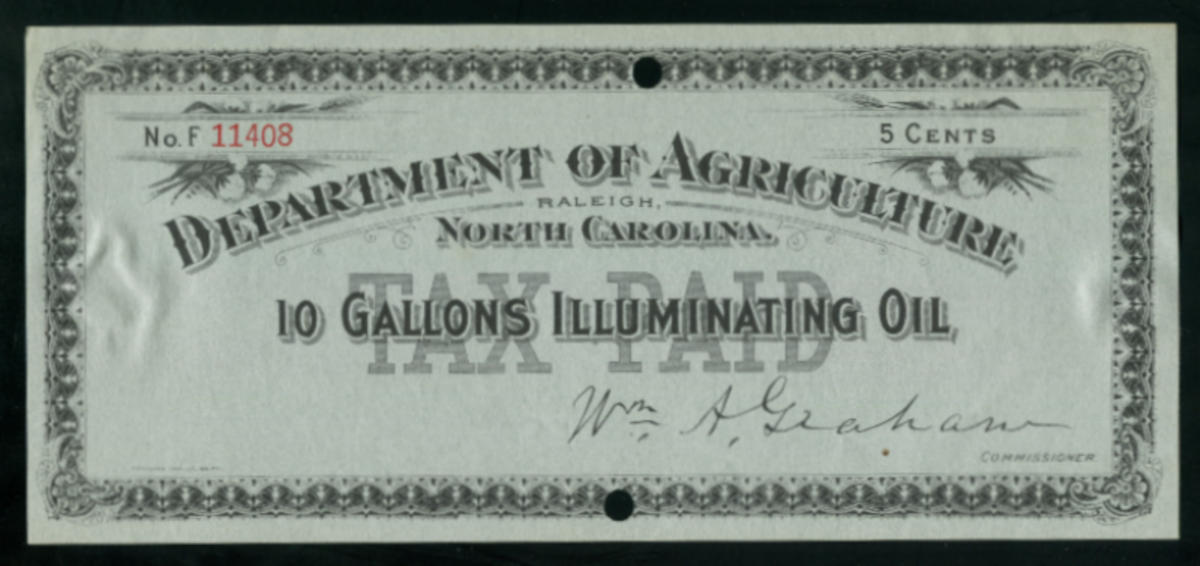 No. F 11408
5 CENTS
DEPARTMENT OF AGRICULTURE
RALEIGH,
NORTH CAROLINA.
TAX PAID
10 GALLONS ILLUMINATING OIL
Wm. A. Graham
COMMISSIONER